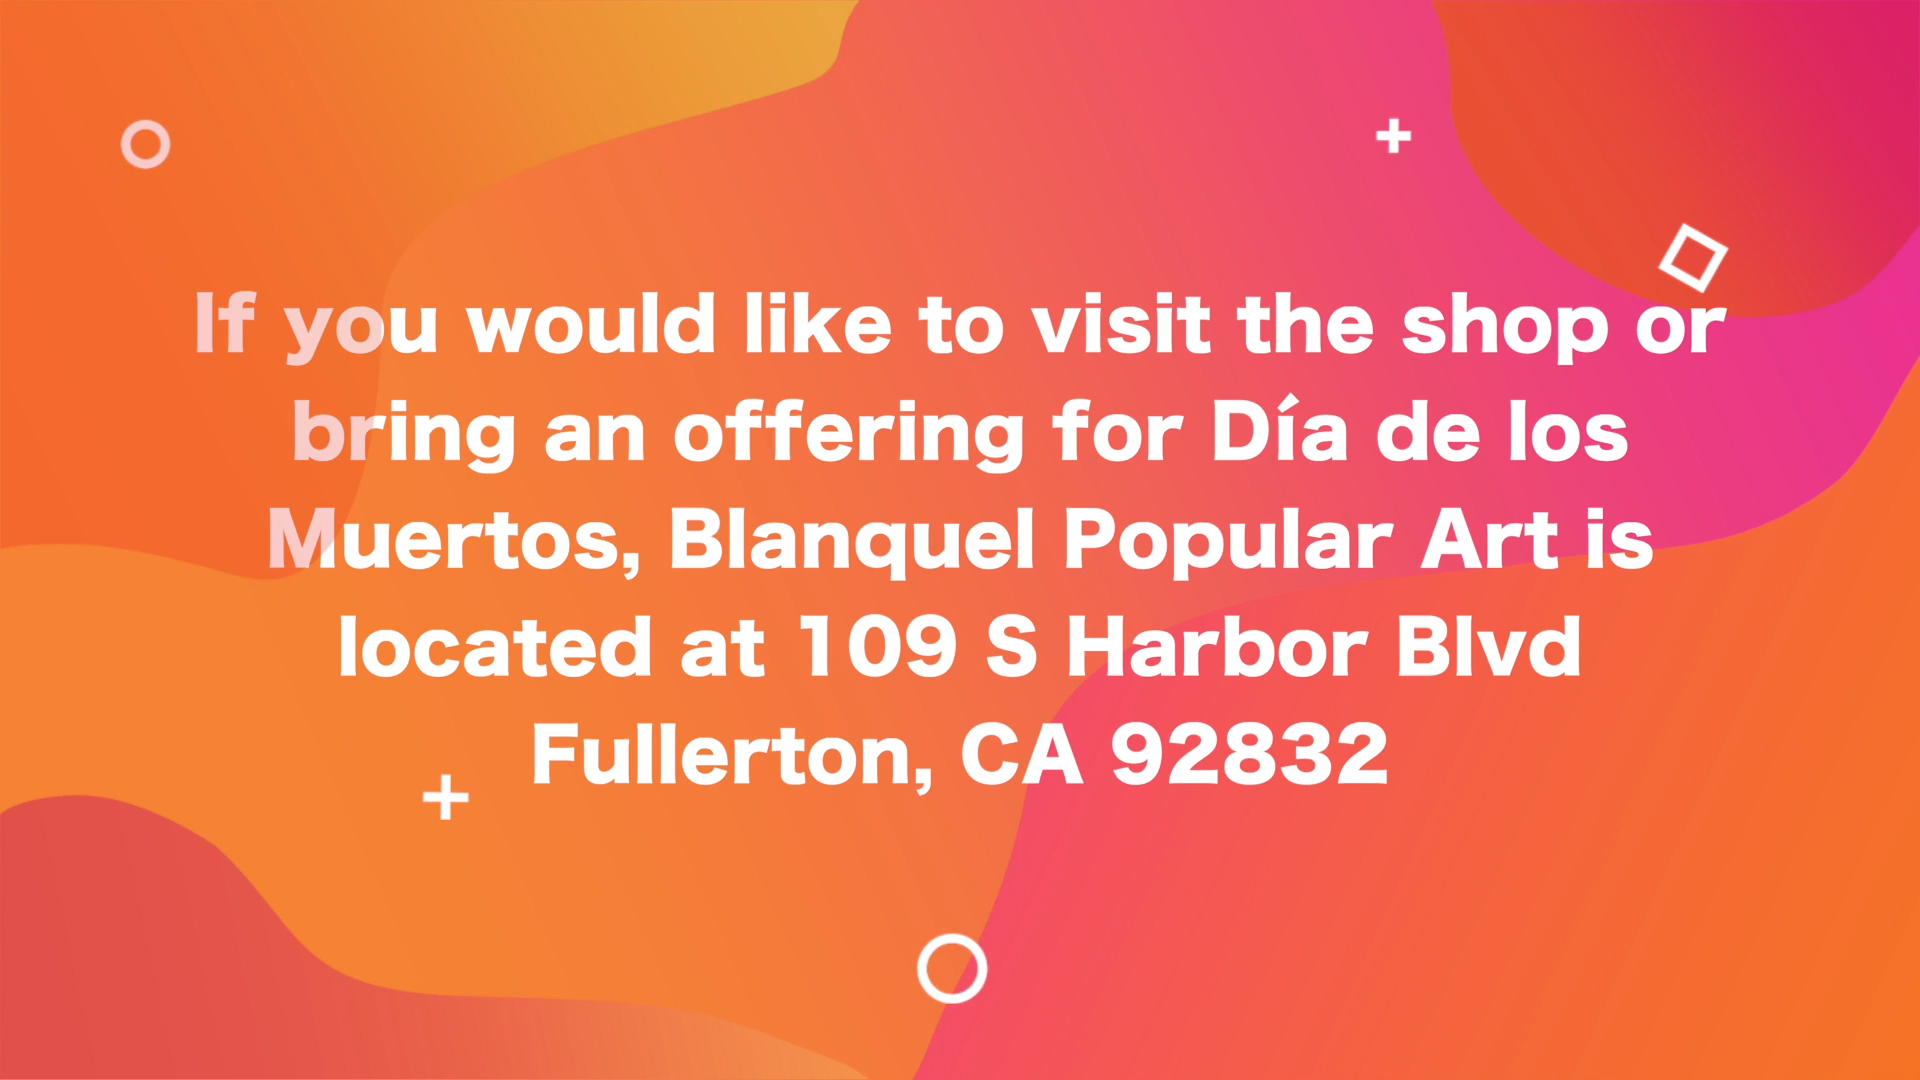 If you would like to visit the shop or
bring an offering for Día de los
Muertos, Blanquel Popular Art is
located at 109 S Harbor Blvd
Fullerton, CA 92832